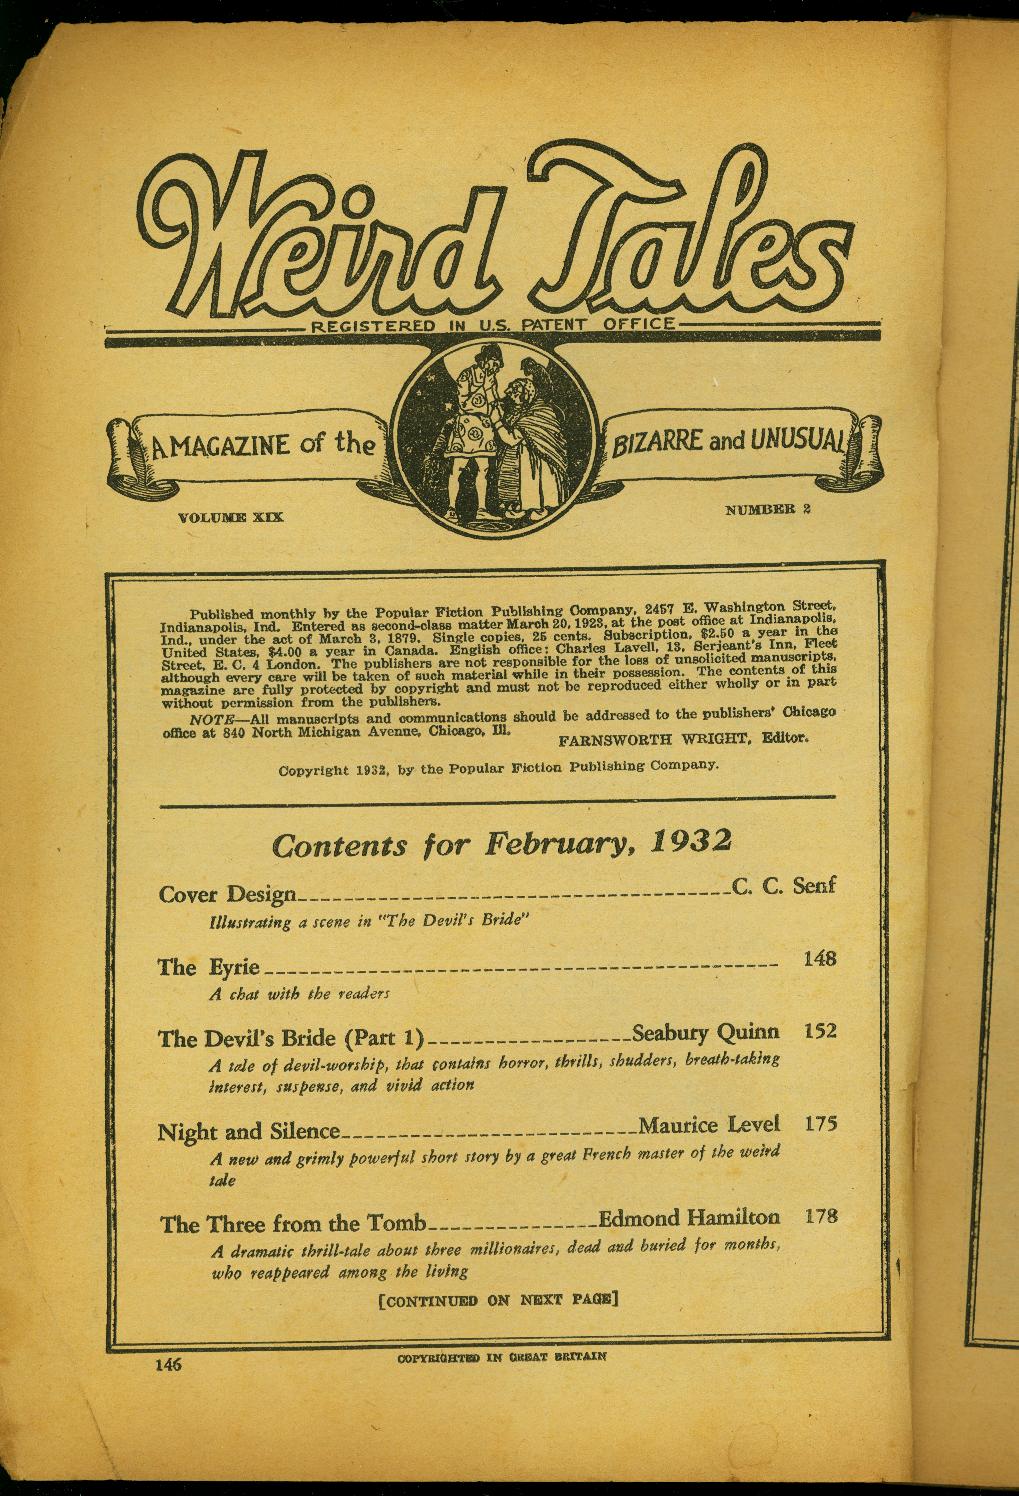 Weird Tales
REGISTERED IN U.S. PATENT OFFICE
A MAGAZINE of the
BIZARRE and UNUSUAL
VOLUME XIX
NUMBER 2
Published monthly by the Popular Fiction Publishing Company, 2457 E. Washington Street,
Indianapolis, Ind. Entered as second-class matter March 20, 1923, at the post office at Indianapolis,
Ind., under the act of March 3, 1879. Single copies, 25 cents. Subscription, $2.50 a year in the
United States, $4.00 a year in Canada. English office: Charles Lavell, 13, Serjeant's Inn, Fleet
Street, E. C. 4 London. The publishers are not responsible for the loss of unsolicited manuscripts,
although every care will be taken of such material while in their possession. The contents of this
magazine are fully protected by copyright and must not be reproduced either wholly or in part
without permission from the publishers.
NOTE—All manuscripts and communications should be addressed to the publishers' Chicago
office at 840 North Michigan Avenue, Chicago, Ill.
FARNSWORTH WRIGHT, Editor.
Copyright 1932, by the Popular Fiction Publishing Company.
Contents for February, 1932
Cover Design C. C. Senf
Illustrating a scene in "The Devil's Bride"
The Eyrie 148
A chat with the readers
The Devil's Bride (Part 1) Seabury Quinn 152
A tale of devil-worship, that contains horror, thrills, shudders, breath-taking
interest, suspense, and vivid action
Night and Silence Maurice Level 175
A new and grimly powerful short story by a great French master of the weird
tale
The Three from the Tomb Edmond Hamilton 178
A dramatic thrill-tale about three millionaires, dead and buried for months,
who reappeared among the living
[CONTINUED ON NEXT PAGE]
146
COPYRIGHTED IN GREAT BRITAIN